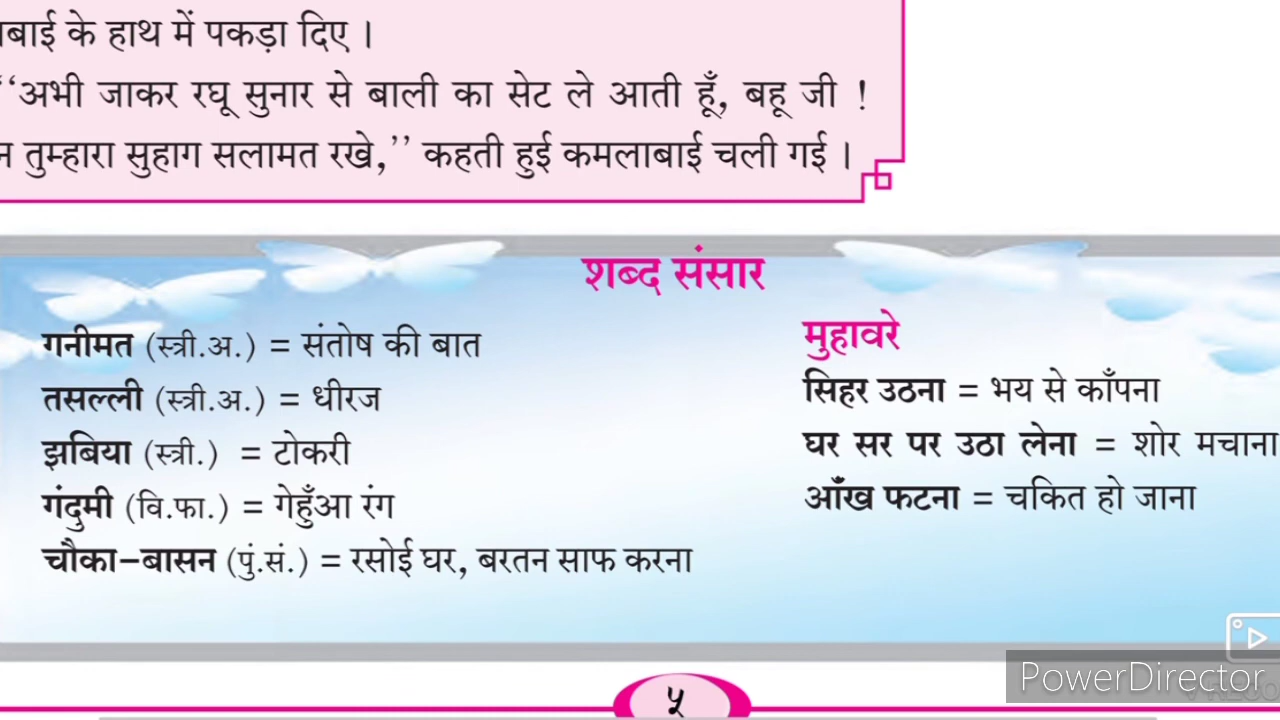 के हाथ में पकड़ा दिए ।
‘‘अभी जाकर रघू सुनार से बाली का सेट ले आती हूँ, बहू जी !
तुम्हारा सुहाग सलामत रखे,’’ कहती हुई कमलाबाई चली गई ।
शब्द संसार
गनीमत (स्त्री.अ.) = संतोष की बात
तसल्ली (स्त्री.अ.) = धीरज
झबिया (स्त्री.) = टोकरी
गंदुमी (वि.फा.) = गेहुँआ रंग
चौका-बासन (पुं.सं.) = रसोई घर, बरतन साफ करना
मुहावरे
सिहर उठना = भय से काँपना
घर सर पर उठा लेना = शोर मचाना
आँख फटना = चकित हो जाना
५
PowerDirector